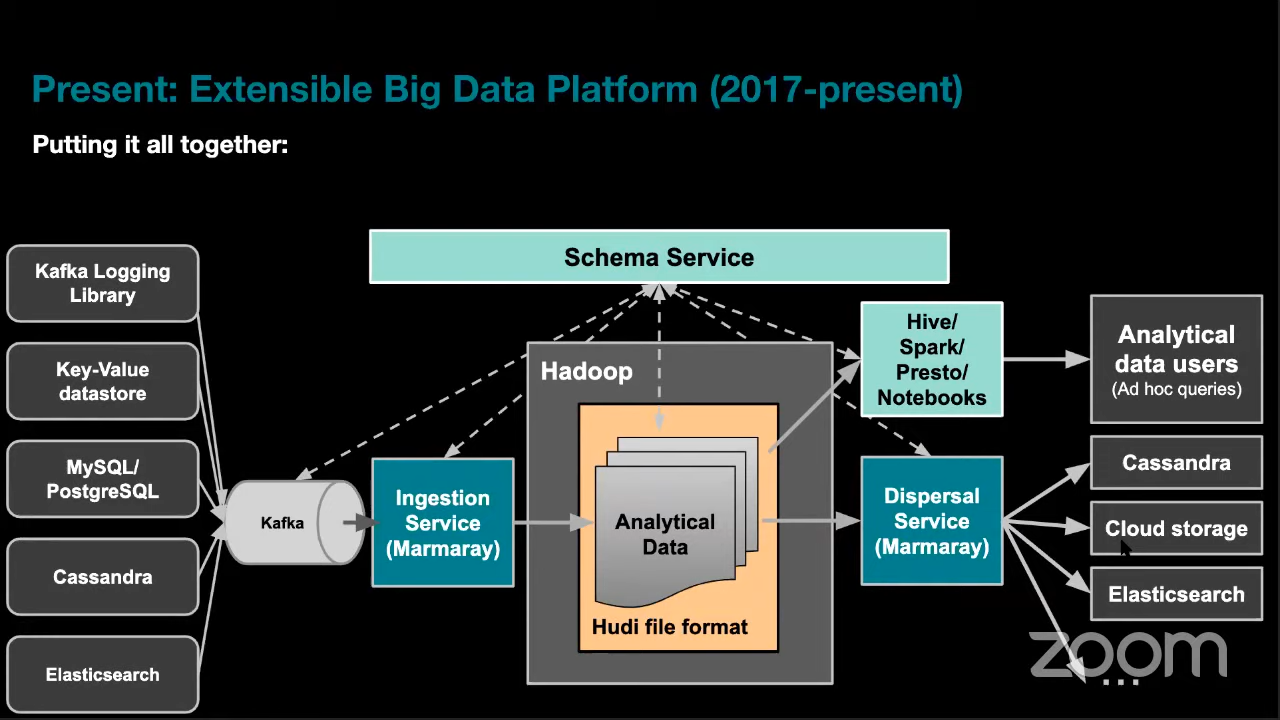 Present: Extensible Big Data Platform (2017-present)
Putting it all together:
Schema Service
Kafka Logging
Library
Key-Value
datastore
MySQL/
PostgreSQL
Cassandra
Elasticsearch
Kafka
Ingestion
Service
(Marmaray)
Hadoop
Analytical
Data
Hudi file format
Hive/
Spark/
Presto/
Notebooks
Dispersal
Service
(Marmaray)
Analytical
data users
(Ad hoc queries)
Cassandra
Cloud storage
Elasticsearch
...
zoom